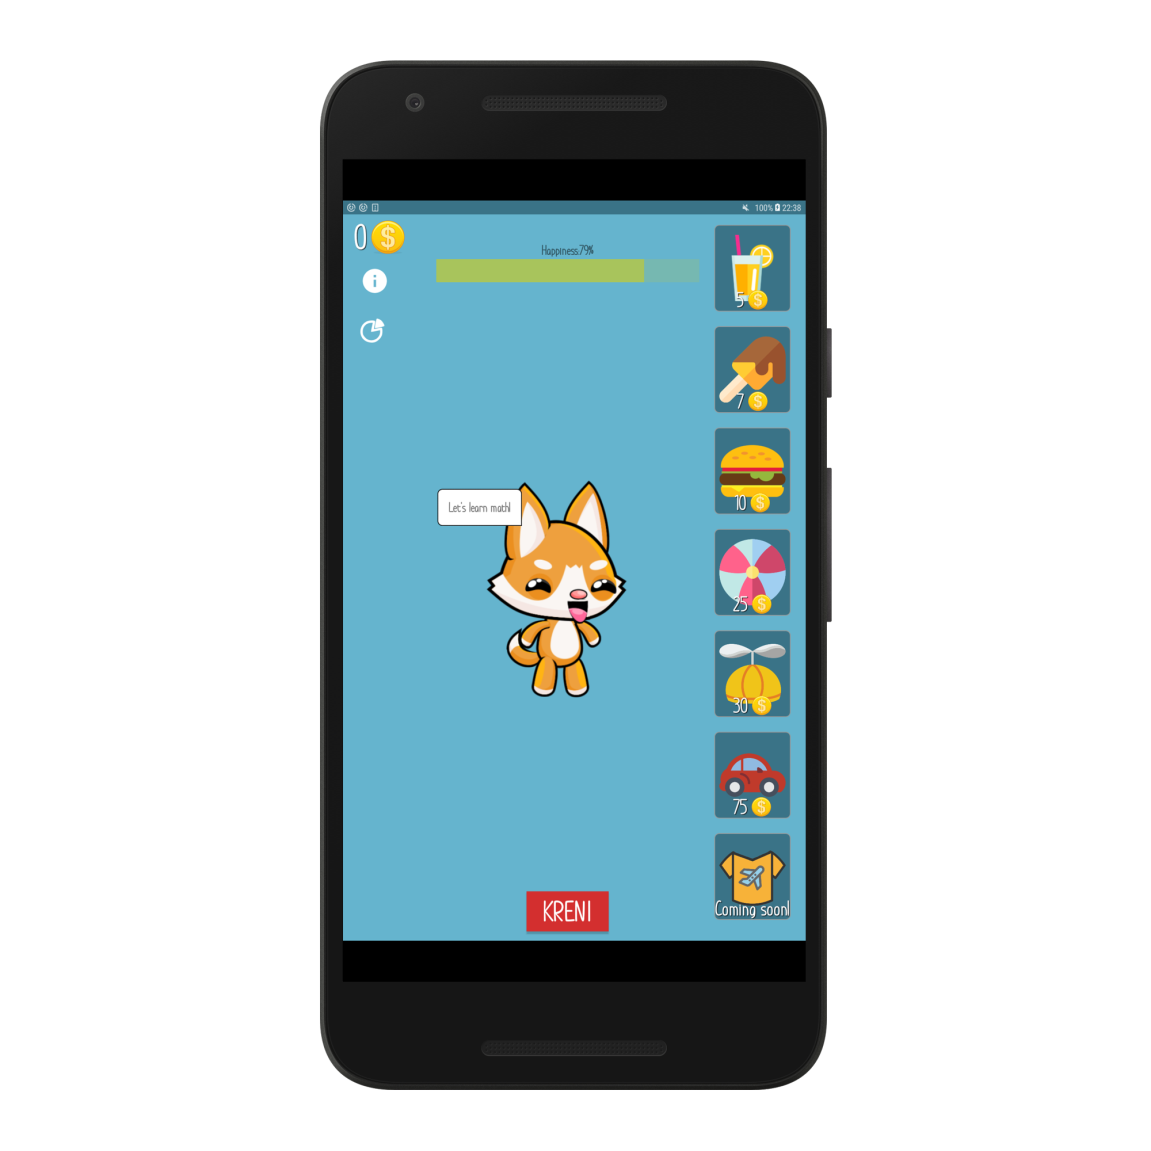 100% 22:38
0 $
Happiness:79%
5 $
7 $
10 $
25 $
30 $
75 $
Coming soon!
Let's learn math!
KRENI